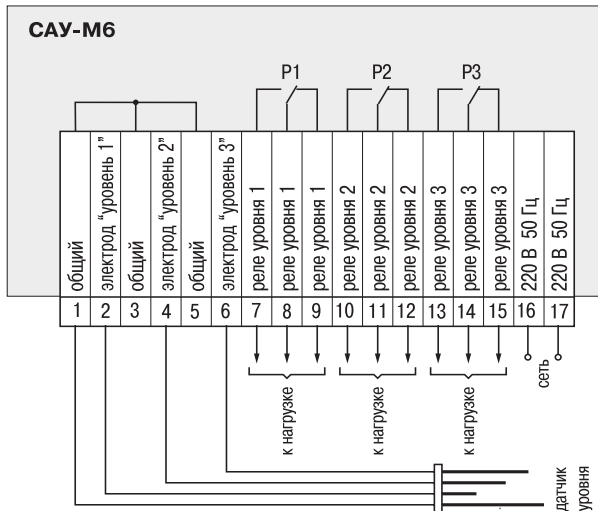 САУ-М6
P1
P2
P3
общий
электрод “уровень 1”
общий
электрод “уровень 2”
общий
электрод “уровень 3”
реле уровня 1
реле уровня 1
реле уровня 1
реле уровня 2
реле уровня 2
реле уровня 2
реле уровня 3
реле уровня 3
реле уровня 3
220 В 50 Гц
220 В 50 Гц
1 2 3 4 5 6 7 8 9 10 11 12 13 14 15 16 17
к нагрузке
к нагрузке
к нагрузке
сеть
датчик
уровня